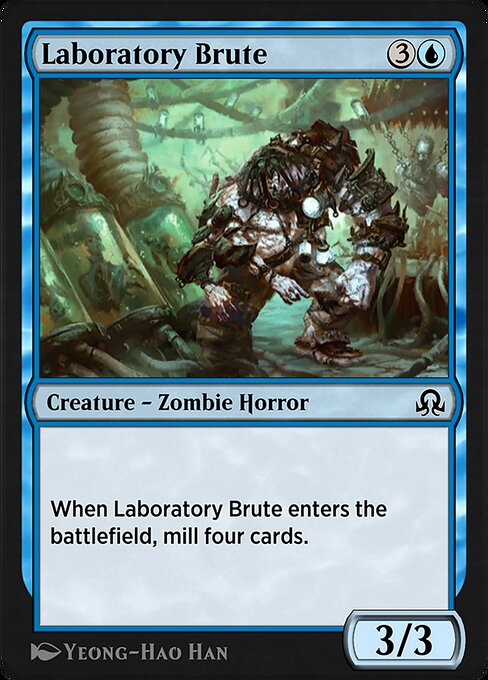 Laboratory Brute 3
Creature – Zombie Horror
When Laboratory Brute enters the
battlefield, mill four cards.
3/3
Yeong-Hao Han